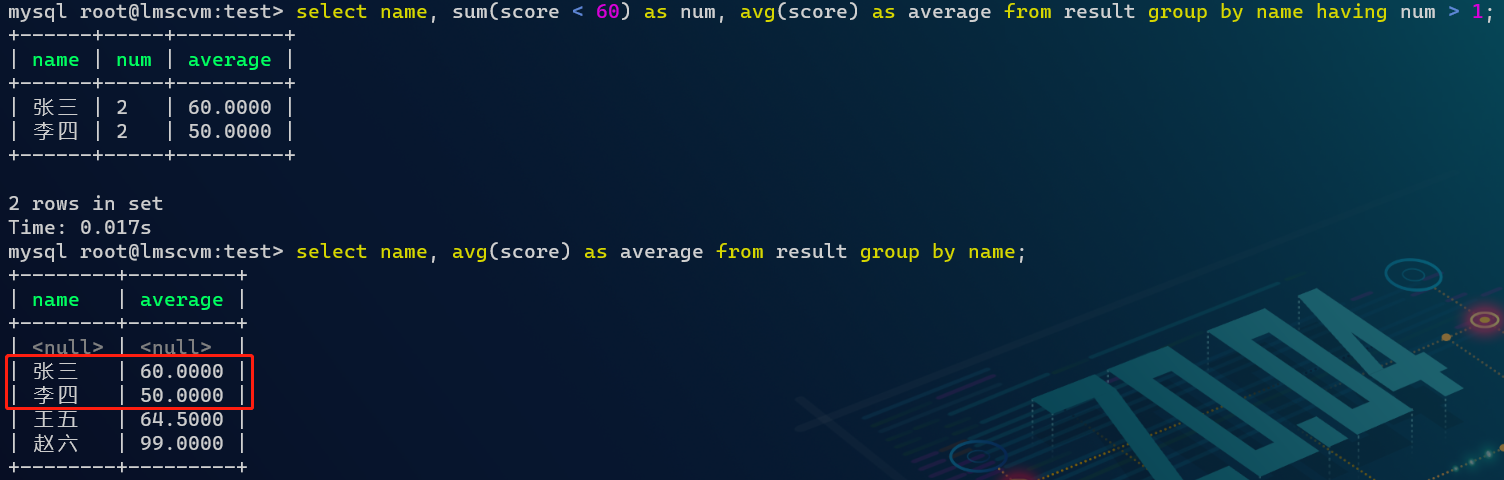 mysql root@lmscvm:test> select name, sum(score < 60) as num, avg(score) as average from result group by name having num > 1;
+------+-----+---------+
| name | num | average |
+------+-----+---------+
| 张三 | 2   | 60.0000 |
| 李四 | 2   | 50.0000 |
+------+-----+---------+
2 rows in set
Time: 0.017s
mysql root@lmscvm:test> select name, avg(score) as average from result group by name;
+--------+---------+
| name   | average |
+--------+---------+
| <null> | <null>  |
| 张三   | 60.0000 |
| 李四   | 50.0000 |
| 王五   | 64.5000 |
| 赵六   | 99.0000 |
+--------+---------+
20.04